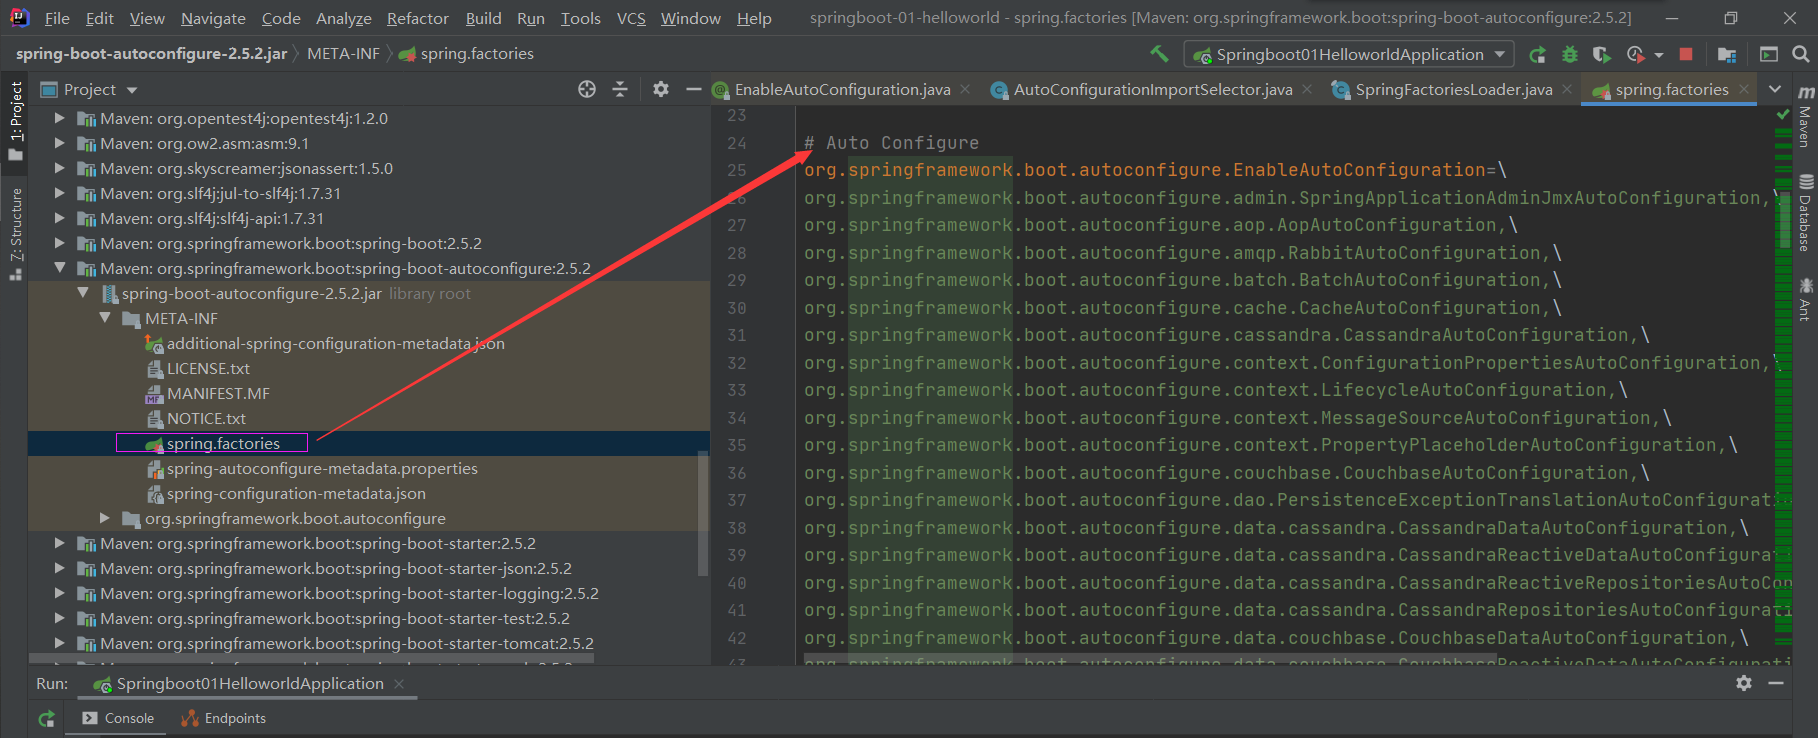 File Edit View Navigate Code Analyze Refactor Build Run Tools VCS Window Help springboot-01-helloworld - spring.factories [Maven: org.springframework.boot:spring-boot-autoconfigure:2.5.2]
spring-boot-autoconfigure-2.5.2.jar META-INF spring.factories Springboot01HelloworldApplication
1: Project
7: Structure
Project
Maven: org.opentest4j:opentest4j:1.2.0
Maven: org.ow2.asm:asm:9.1
Maven: org.skyscreamer:jsonassert:1.5.0
Maven: org.slf4j:jul-to-slf4j:1.7.31
Maven: org.slf4j:slf4j-api:1.7.31
Maven: org.springframework.boot:spring-boot:2.5.2
Maven: org.springframework.boot:spring-boot-autoconfigure:2.5.2
spring-boot-autoconfigure-2.5.2.jar library root
META-INF
additional-spring-configuration-metadata.json
LICENSE.txt
MANIFEST.MF
NOTICE.txt
spring.factories
spring-autoconfigure-metadata.properties
spring-configuration-metadata.json
org.springframework.boot.autoconfigure
Maven: org.springframework.boot:spring-boot-starter:2.5.2
Maven: org.springframework.boot:spring-boot-starter-json:2.5.2
Maven: org.springframework.boot:spring-boot-starter-logging:2.5.2
Maven: org.springframework.boot:spring-boot-starter-test:2.5.2
Maven: org.springframework.boot:spring-boot-starter-tomcat:2.5.2
EnableAutoConfiguration.java AutoConfigurationImportSelector.java SpringFactoriesLoader.java spring.factories
23
24 # Auto Configure
25 org.springframework.boot.autoconfigure.EnableAutoConfiguration=\
26 org.springframework.boot.autoconfigure.admin.SpringApplicationAdminJmxAutoConfiguration,\
27 org.springframework.boot.autoconfigure.aop.AopAutoConfiguration,\
28 org.springframework.boot.autoconfigure.amqp.RabbitAutoConfiguration,\
29 org.springframework.boot.autoconfigure.batch.BatchAutoConfiguration,\
30 org.springframework.boot.autoconfigure.cache.CacheAutoConfiguration,\
31 org.springframework.boot.autoconfigure.cassandra.CassandraAutoConfiguration,\
32 org.springframework.boot.autoconfigure.context.ConfigurationPropertiesAutoConfiguration,\
33 org.springframework.boot.autoconfigure.context.LifecycleAutoConfiguration,\
34 org.springframework.boot.autoconfigure.context.MessageSourceAutoConfiguration,\
35 org.springframework.boot.autoconfigure.context.PropertyPlaceholderAutoConfiguration,\
36 org.springframework.boot.autoconfigure.couchbase.CouchbaseAutoConfiguration,\
37 org.springframework.boot.autoconfigure.dao.PersistenceExceptionTranslationAutoConfigurati
38 org.springframework.boot.autoconfigure.data.cassandra.CassandraDataAutoConfiguration,\
39 org.springframework.boot.autoconfigure.data.cassandra.CassandraReactiveDataAutoConfigurat
40 org.springframework.boot.autoconfigure.data.cassandra.CassandraReactiveRepositoriesAutoCon
41 org.springframework.boot.autoconfigure.data.cassandra.CassandraRepositoriesAutoConfigurati
42 org.springframework.boot.autoconfigure.data.couchbase.CouchbaseDataAutoConfiguration,\
43 org.springframework.boot.autoconfigure.data.couchbase.CouchbaseReactiveDataAutoConfigurati
Maven
Database
Ant
Run: Springboot01HelloworldApplication
Console Endpoints